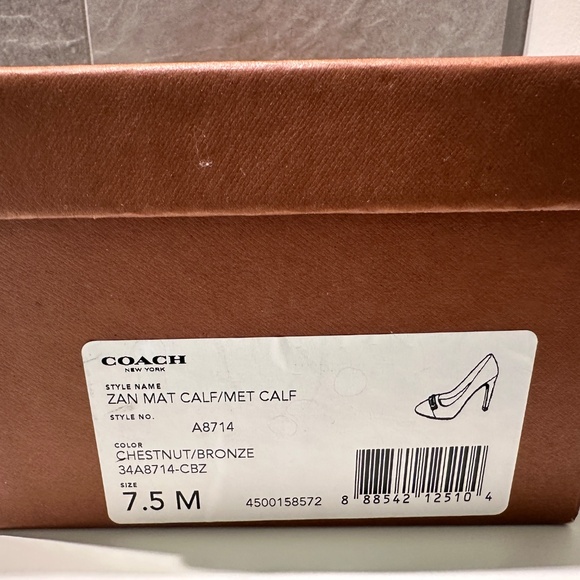 COACH
NEW YORK
STYLE NAME
ZAN MAT CALF/MET CALF
STYLE NO.
A8714
COLOR
CHESTNUT/BRONZE
34A8714-CBZ
SIZE
7.5 M
4500158572
8 88542 12510 4